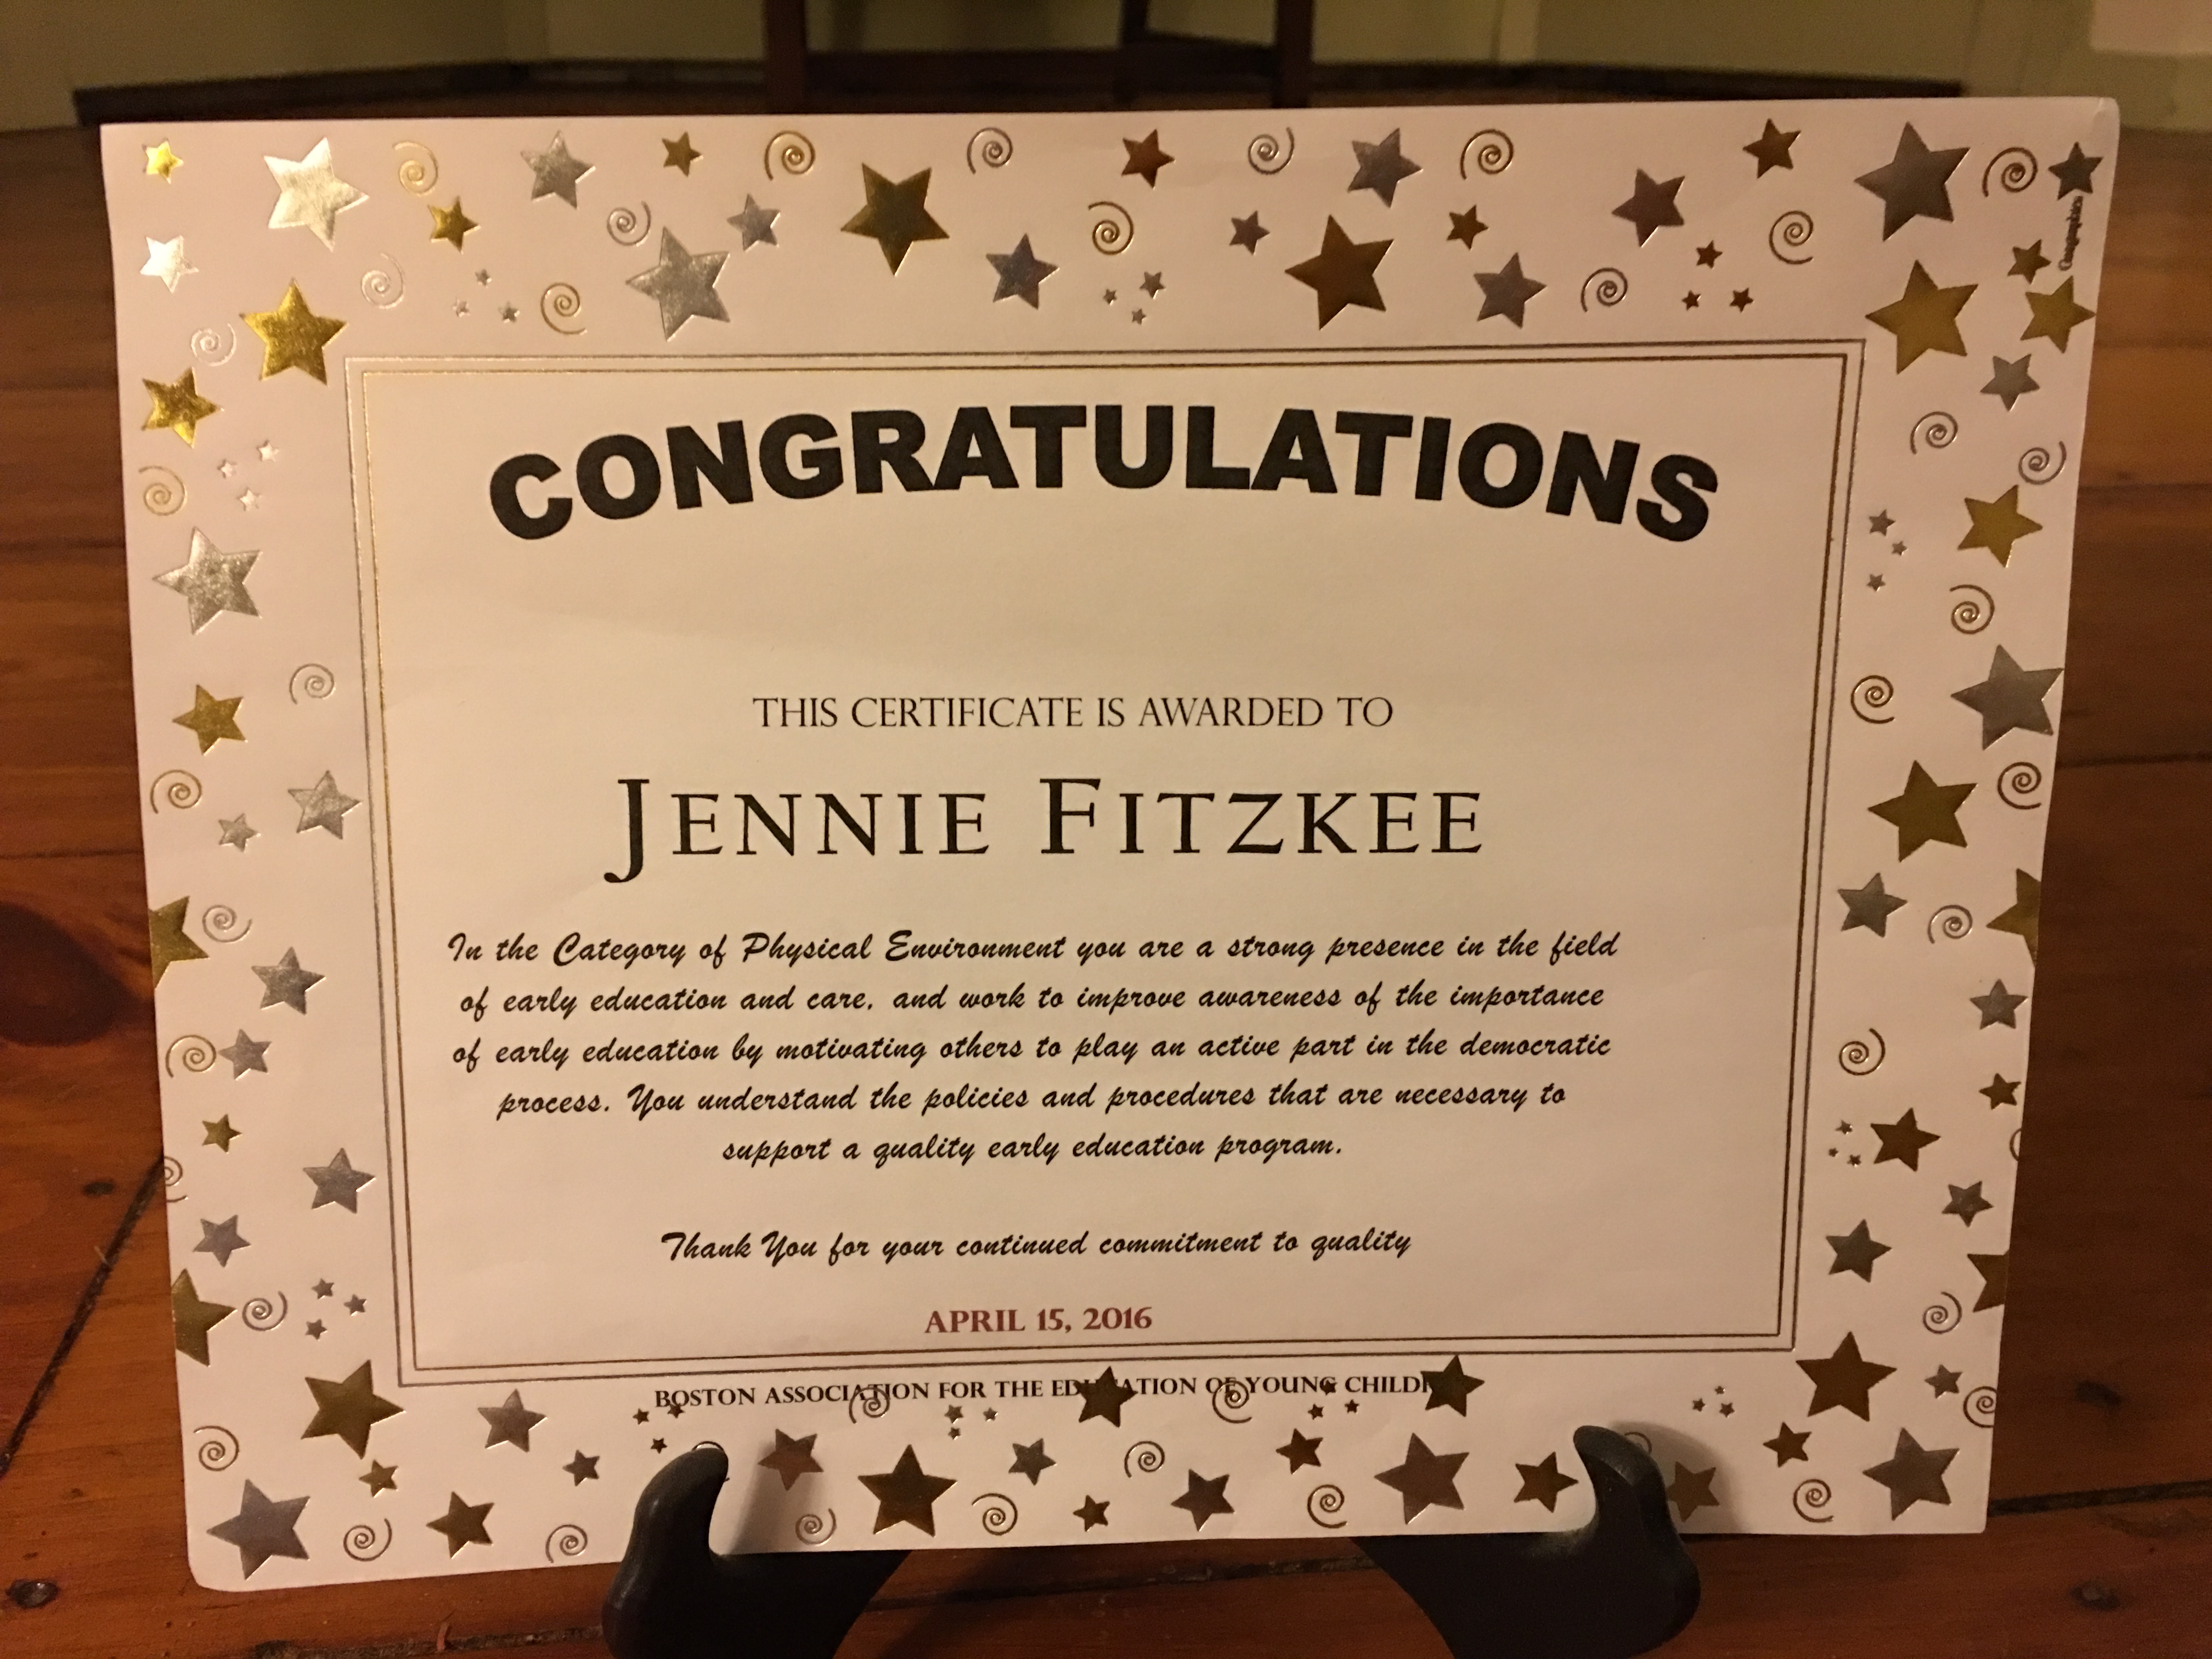 CONGRATULATIONS
Geographics
THIS CERTIFICATE IS AWARDED TO
JENNIE FITZKEE
In the Category of Physical Environment you are a strong presence in the field
of early education and care, and work to improve awareness of the importance
of early education by motivating others to play an active part in the democratic
process. You understand the policies and procedures that are necessary to
support a quality early education program.
Thank You for your continued commitment to quality
APRIL 15, 2016
BOSTON ASSOCIATION FOR THE EDUCATION OF YOUNG